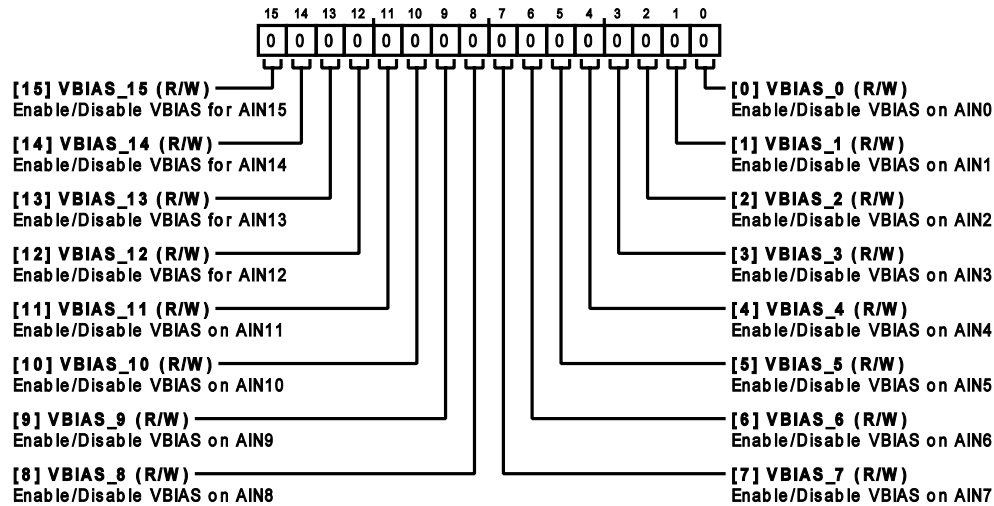 15 14 13 12 11 10 9 8 7 6 5 4 3 2 1 0
0 0 0 0 0 0 0 0 0 0 0 0 0 0 0 0
[15] VBIAS_15 (R/W)
Enable/Disable VBIAS for AIN15
[14] VBIAS_14 (R/W)
Enable/Disable VBIAS for AIN14
[13] VBIAS_13 (R/W)
Enable/Disable VBIAS for AIN13
[12] VBIAS_12 (R/W)
Enable/Disable VBIAS for AIN12
[11] VBIAS_11 (R/W)
Enable/Disable VBIAS on AIN11
[10] VBIAS_10 (R/W)
Enable/Disable VBIAS on AIN10
[9] VBIAS_9 (R/W)
Enable/Disable VBIAS on AIN9
[8] VBIAS_8 (R/W)
Enable/Disable VBIAS on AIN8
[0] VBIAS_0 (R/W)
Enable/Disable VBIAS on AIN0
[1] VBIAS_1 (R/W)
Enable/Disable VBIAS on AIN1
[2] VBIAS_2 (R/W)
Enable/Disable VBIAS on AIN2
[3] VBIAS_3 (R/W)
Enable/Disable VBIAS on AIN3
[4] VBIAS_4 (R/W)
Enable/Disable VBIAS on AIN4
[5] VBIAS_5 (R/W)
Enable/Disable VBIAS on AIN5
[6] VBIAS_6 (R/W)
Enable/Disable VBIAS on AIN6
[7] VBIAS_7 (R/W)
Enable/Disable VBIAS on AIN7